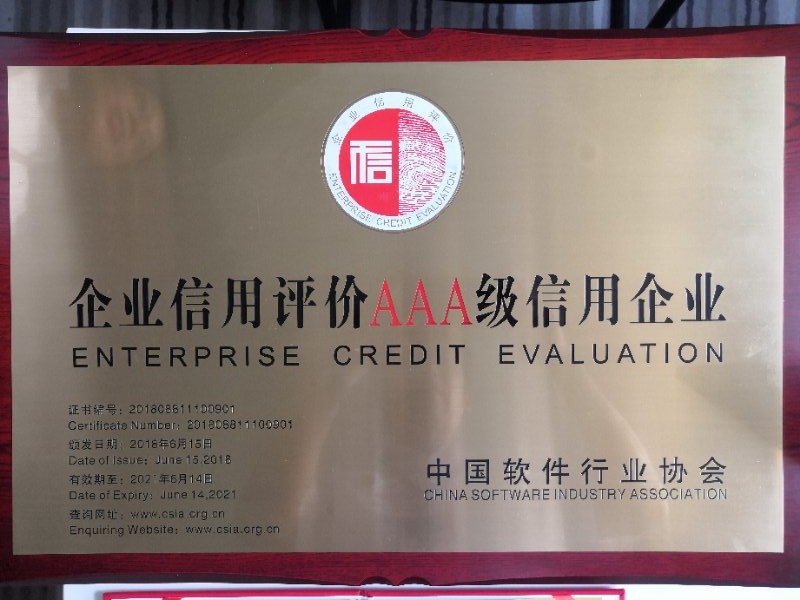 企业信用评价
信
ENTERPRISE CREDIT EVALUATION
企业信用评价AAA级信用企业
ENTERPRISE CREDIT EVALUATION
证书编号：201808811100901
Certificate Number: 201808811100901
颁发日期：2018年6月15日
Date of Issue: June 15,2018
有效期至：2021年6月14日
Date of Expiry: June 14,2021
查询网址：www.csia.org.cn
Enquiring Website: www.csia.org.cn
中国软件行业协会
CHINA SOFTWARE INDUSTRY ASSOCIATION